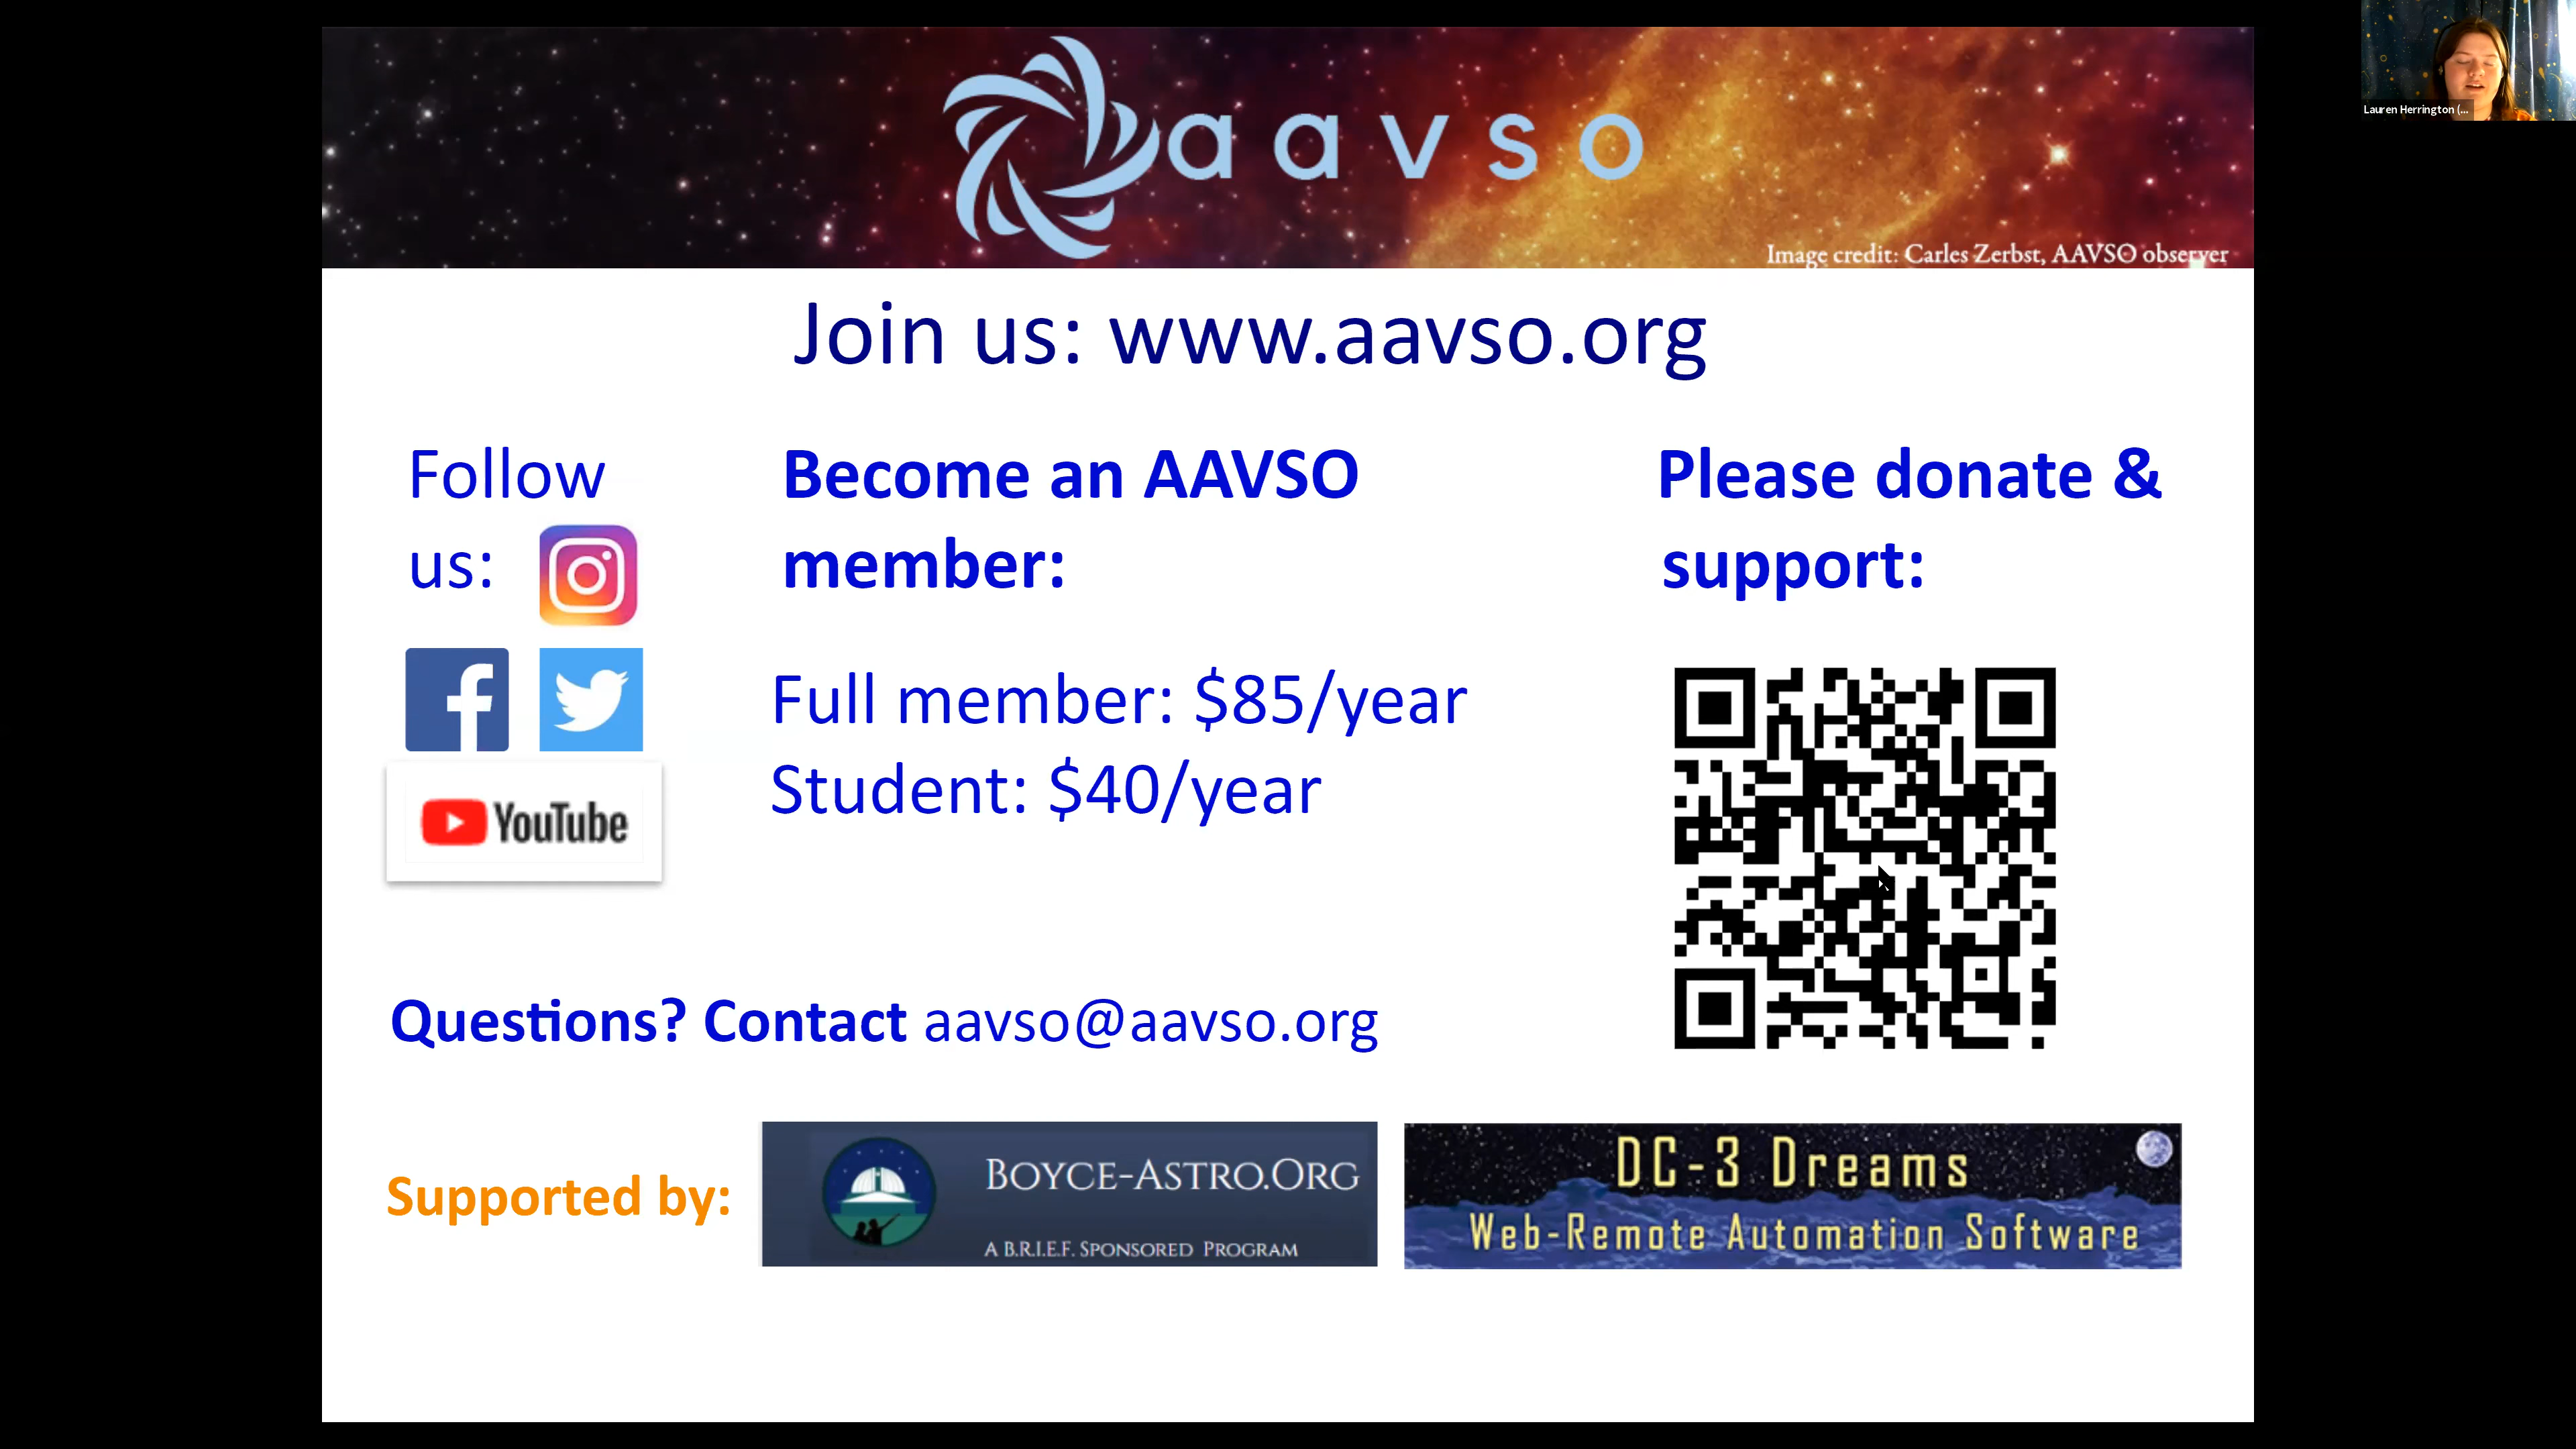 aavso
Image credit: Carles Zerbst, AAVSO observer
Lauren Herrington (...
Join us: www.aavso.org
Follow
us:
YouTube
Become an AAVSO
member:
Full member: $85/year
Student: $40/year
Please donate &
support:
Questions? Contact aavso@aavso.org
Supported by:
BOYCE-ASTRO.ORG
A B.R.I.E.F. SPONSORED PROGRAM
DC-3 Dreams
Web-Remote Automation Software